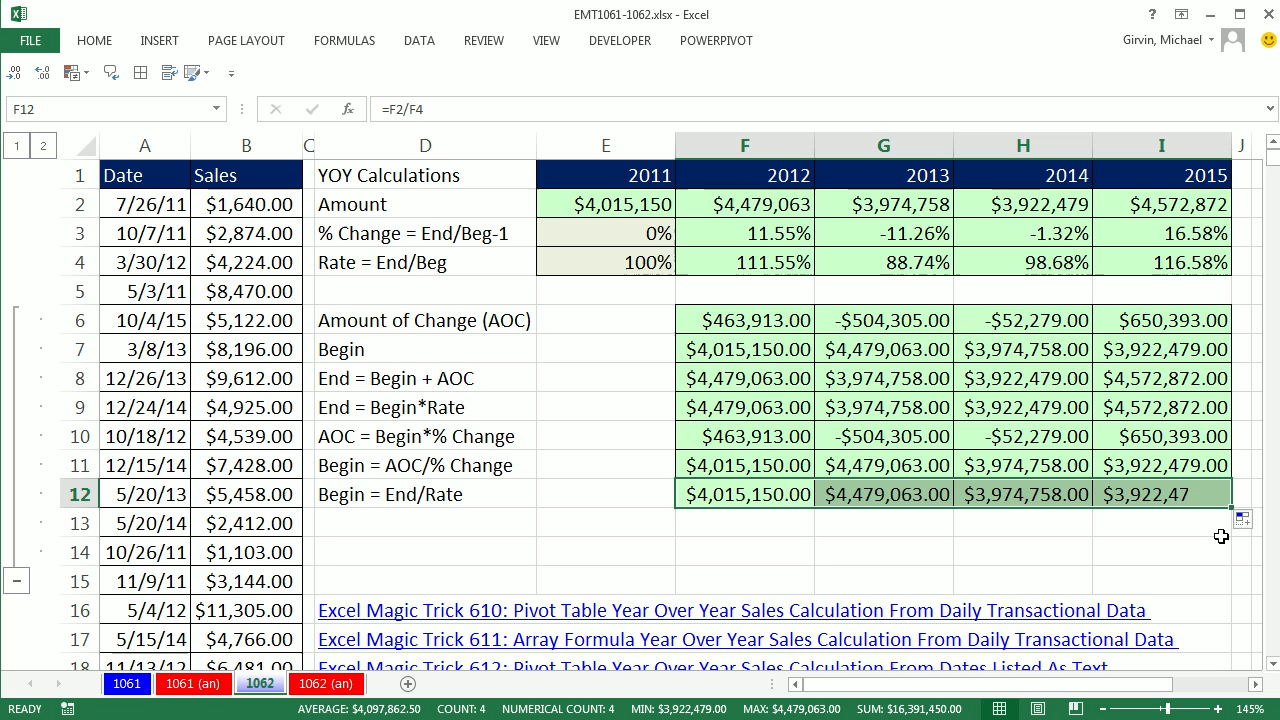 EMT1061-1062.xlsx - Excel
FILE HOME INSERT PAGE LAYOUT FORMULAS DATA REVIEW VIEW DEVELOPER POWERPIVOT Girvin, Michael
F12 fx =F2/F4
1 2 A B C D E F G H I J
1 Date Sales YOY Calculations 2011 2012 2013 2014 2015
2 7/26/11 $1,640.00 Amount $4,015,150 $4,479,063 $3,974,758 $3,922,479 $4,572,872
3 10/7/11 $2,874.00 % Change = End/Beg-1 0% 11.55% -11.26% -1.32% 16.58%
4 3/30/12 $4,224.00 Rate = End/Beg 100% 111.55% 88.74% 98.68% 116.58%
5 5/3/11 $8,470.00
6 10/4/15 $5,122.00 Amount of Change (AOC) $463,913.00 -$504,305.00 -$52,279.00 $650,393.00
7 3/8/13 $8,196.00 Begin $4,015,150.00 $4,479,063.00 $3,974,758.00 $3,922,479.00
8 12/26/13 $9,612.00 End = Begin + AOC $4,479,063.00 $3,974,758.00 $3,922,479.00 $4,572,872.00
9 12/24/14 $4,925.00 End = Begin*Rate $4,479,063.00 $3,974,758.00 $3,922,479.00 $4,572,872.00
10 10/18/12 $4,539.00 AOC = Begin*% Change $463,913.00 -$504,305.00 -$52,279.00 $650,393.00
11 12/15/14 $7,428.00 Begin = AOC/% Change $4,015,150.00 $4,479,063.00 $3,974,758.00 $3,922,479.00
12 5/20/13 $5,458.00 Begin = End/Rate $4,015,150.00 $4,479,063.00 $3,974,758.00 $3,922,47
13 5/20/14 $2,412.00
14 10/26/11 $1,103.00
15 11/9/11 $3,144.00
16 5/4/12 $11,305.00 Excel Magic Trick 610: Pivot Table Year Over Year Sales Calculation From Daily Transactional Data
17 5/15/14 $4,766.00 Excel Magic Trick 611: Array Formula Year Over Year Sales Calculation From Daily Transactional Data
18 11/13/12 $6,481.00 Excel Magic Trick 612: Pivot Table Year Over Year Sales Calculation From Dates Listed As Text
1061 1061 (an) 1062 1062 (an)
READY AVERAGE: $4,097,862.50 COUNT: 4 NUMERICAL COUNT: 4 MIN: $3,922,479.00 MAX: $4,479,063.00 SUM: $16,391,450.00 145%